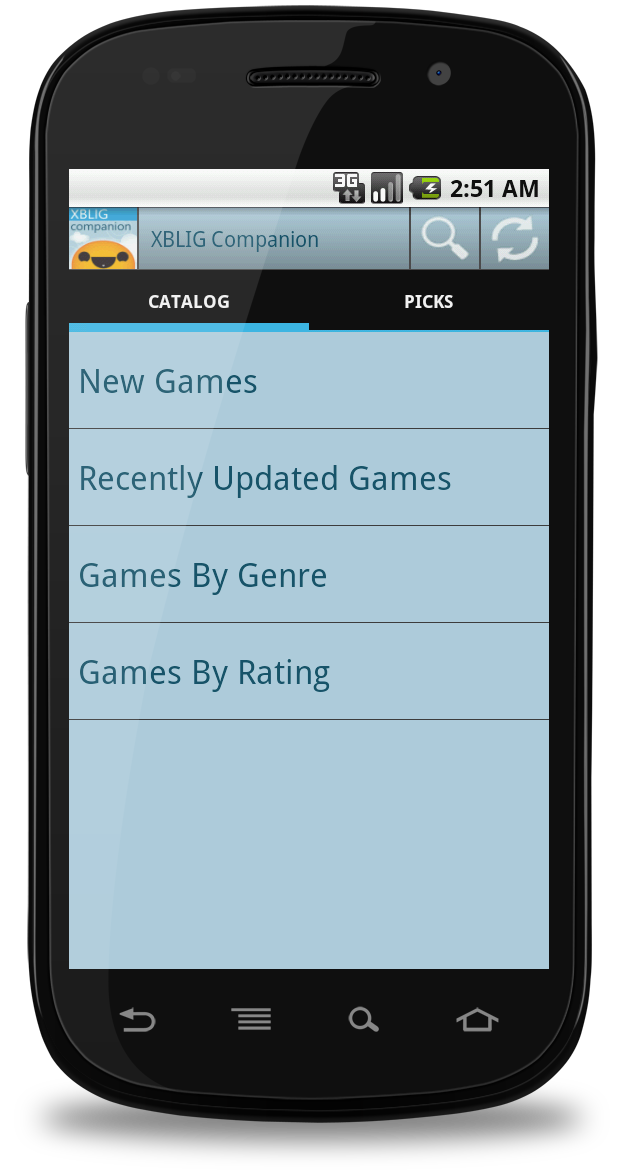 3G
2:51 AM
XBLIG
companion
XBLIG Companion
CATALOG
PICKS
New Games
Recently Updated Games
Games By Genre
Games By Rating